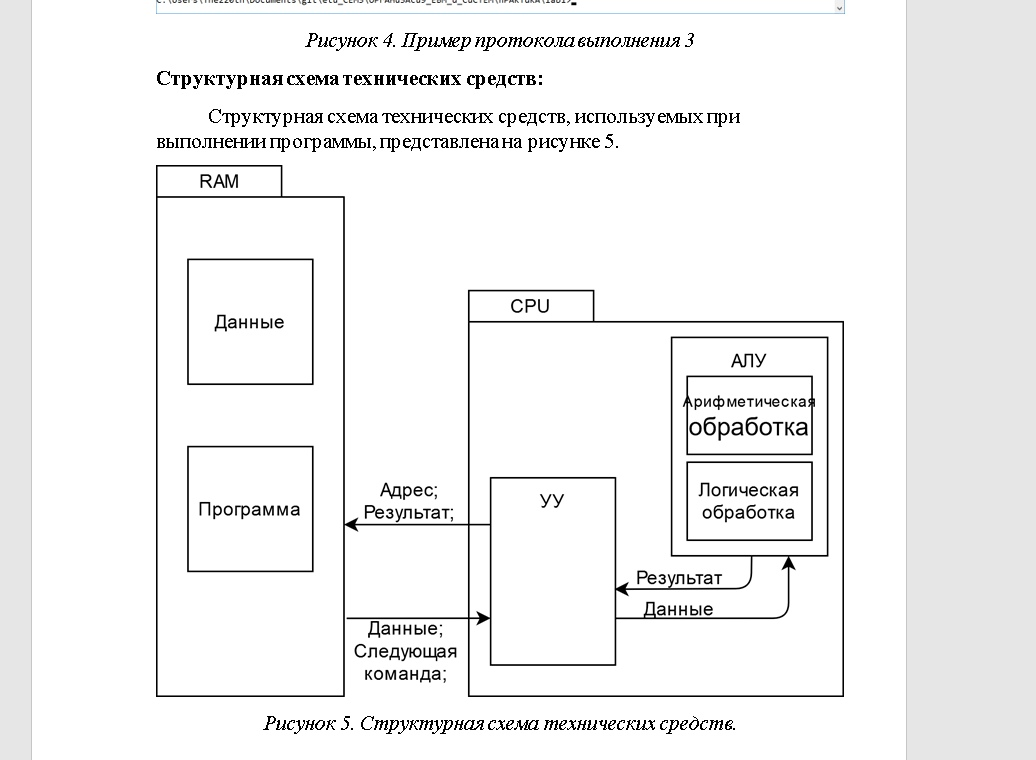 Рисунок 4. Пример протокола выполнения 3
Структурная схема технических средств:
Структурная схема технических средств, используемых при
выполнении программы, представлена на рисунке 5.
RAM
Данные
Программа
CPU
АЛУ
Арифметическая
обработка
Логическая
обработка
УУ
Адрес;
Результат;
Результат
Данные
Данные;
Следующая
команда;
Рисунок 5. Структурная схема технических средств.